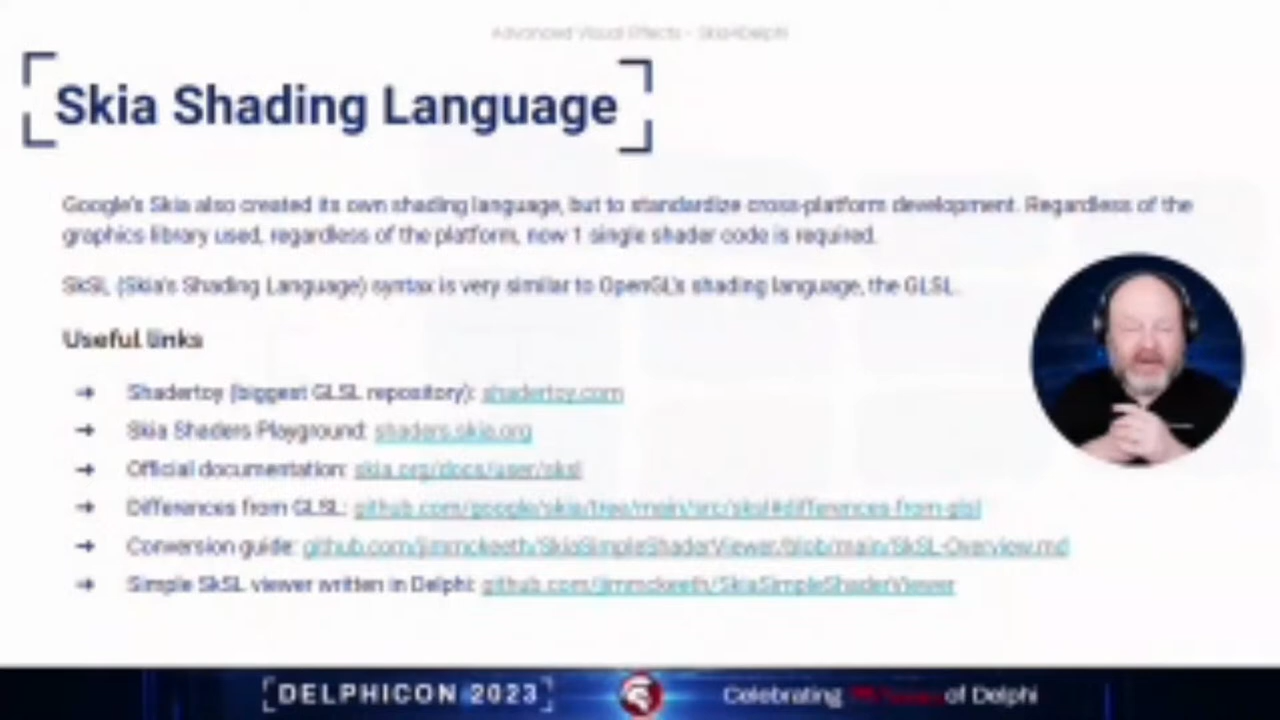 Advanced Visual Effects - Skia4Delphi
Skia Shading Language
Google's Skia also created its own shading language, but to standardize cross-platform development. Regardless of the
graphics library used, regardless of the platform, now 1 single shader code is required.
SkSL (Skia's Shading Language) syntax is very similar to OpenGL's shading language, the GLSL.
Useful links
➔ Shadertoy (biggest GLSL repository): shadertoy.com
➔ Skia Shaders Playground: shaders.skia.org
➔ Official documentation: skia.org/docs/user/sksl
➔ Differences from GLSL: github.com/google/skia/tree/main/src/sksl#differences-from-glsl
➔ Conversion guide: github.com/jimmckeeth/SkiaSimpleShaderViewer/blob/main/SkSL-Overview.md
➔ Simple SkSL viewer written in Delphi: github.com/jimmckeeth/SkiaSimpleShaderViewer
[DELPHICON 2023]
Celebrating of Delphi